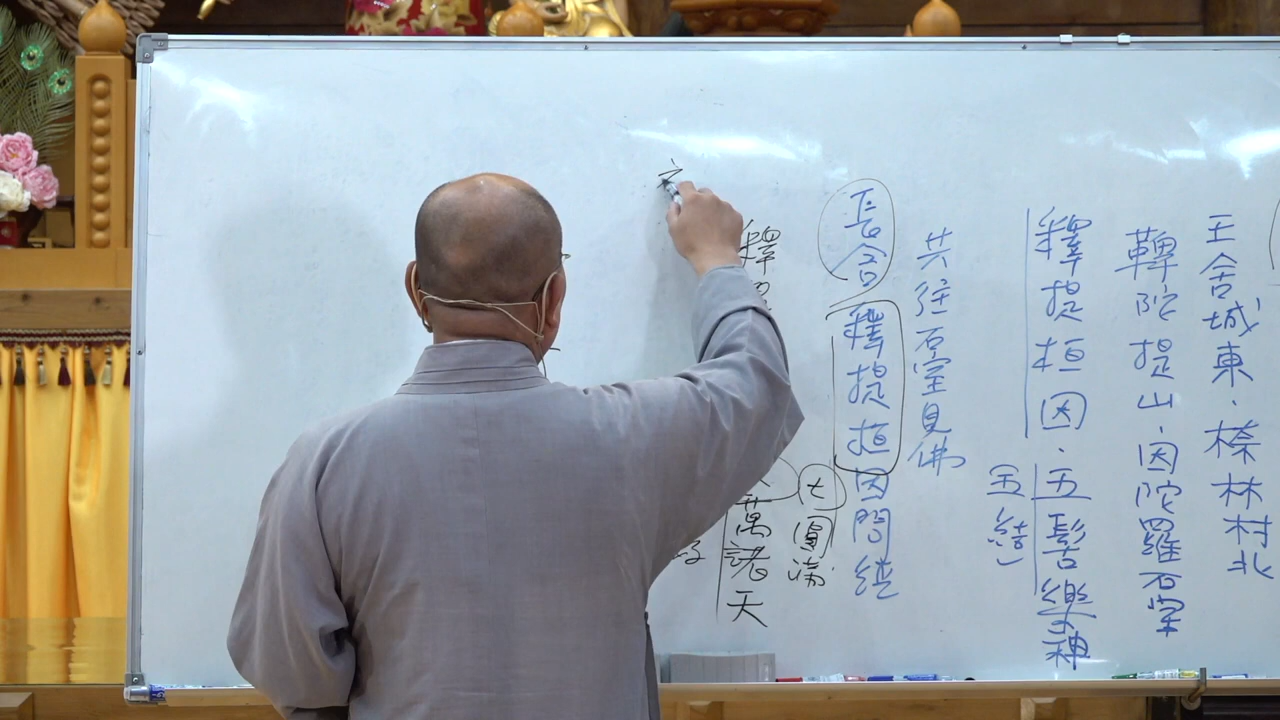 王舍城東．㮈林村北
鞞陀提山．因陀羅石室
釋提桓因．五髻樂神
五結
共往石室見佛
長含
釋提桓因問經
七圓滿
釋
萬諸天